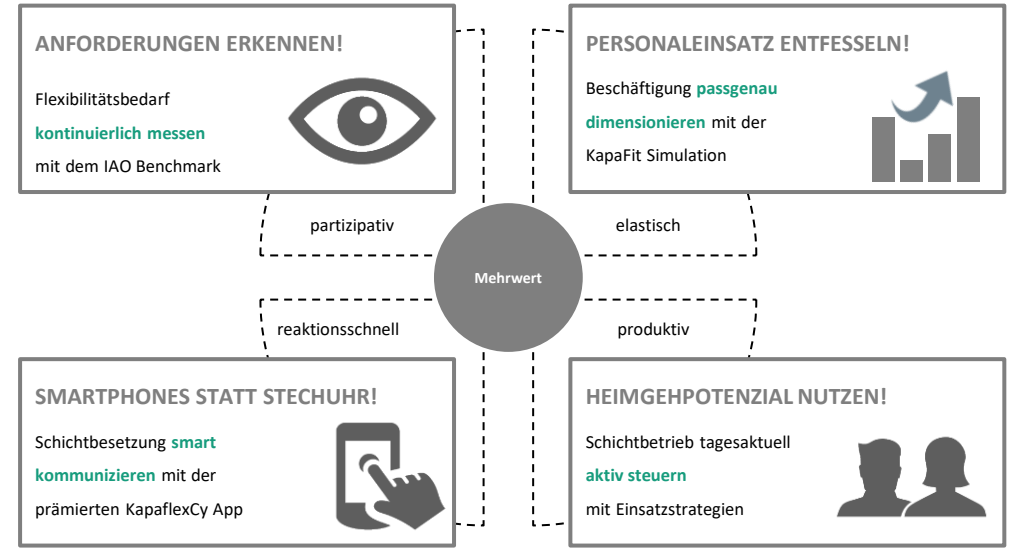 ANFORDERUNGEN ERKENNEN!
Flexibilitätsbedarf
kontinuierlich messen
mit dem IAO Benchmark
PERSONALEINSATZ ENTFESSELN!
Beschäftigung passgenau
dimensionieren mit der
KapaFit Simulation
partizipativ
elastisch
Mehrwert
reaktionsschnell
produktiv
SMARTPHONES STATT STECHUHR!
Schichtbesetzung smart
kommunizieren mit der
prämierten KapaflexCy App
HEIMGEHPOTENZIAL NUTZEN!
Schichtbetrieb tagesaktuell
aktiv steuern
mit Einsatzstrategien